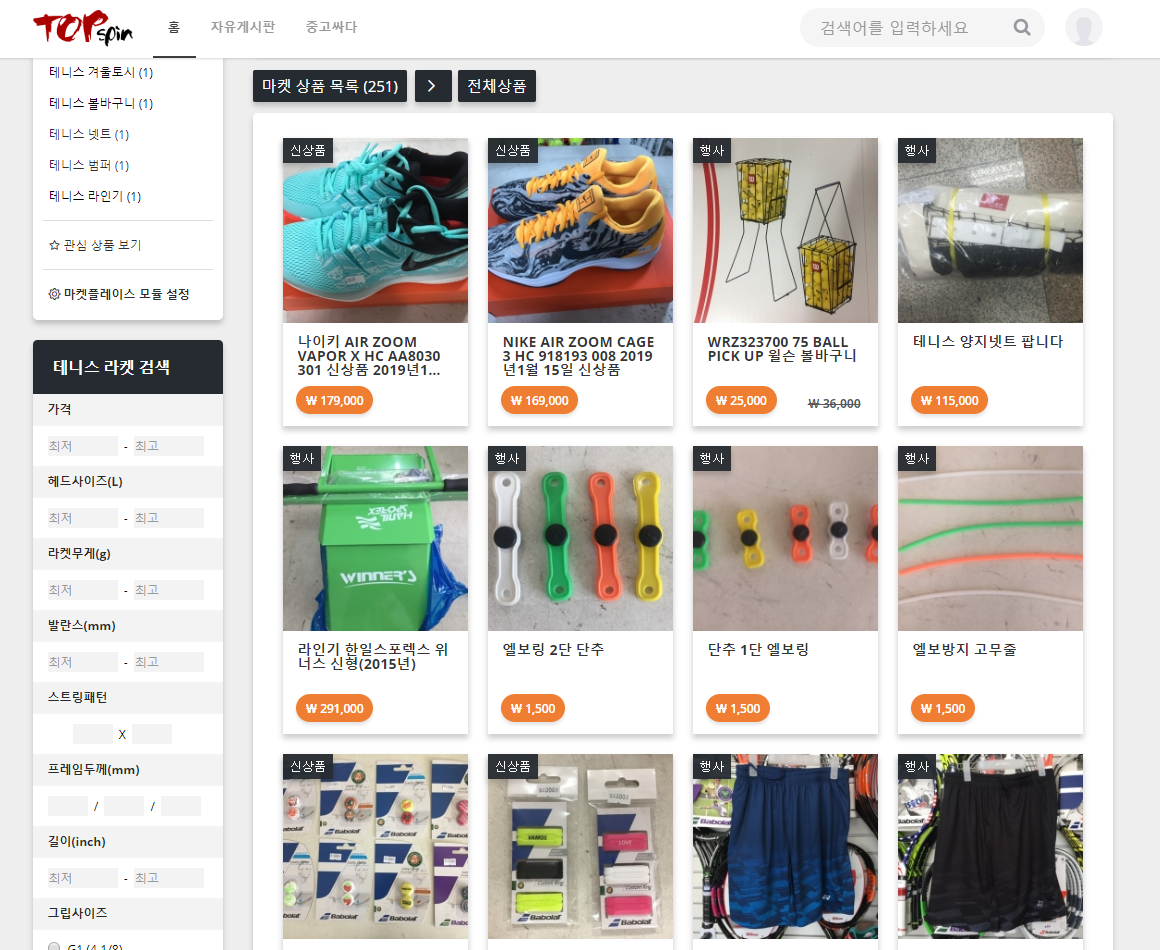 TOP spin
홈
자유게시판
중고싸다
검색어를 입력하세요
테니스 겨울토시 (1)
테니스 볼바구니 (1)
테니스 넷트 (1)
테니스 범퍼 (1)
테니스 라인기 (1)
☆ 관심 상품 보기
마켓플레이스 모듈 설정
테니스 라켓 검색
가격
최저 - 최고
헤드사이즈(L)
최저 - 최고
라켓무게(g)
최저 - 최고
발란스(mm)
최저 - 최고
스트링패턴
X
프레임두께(mm)
/ /
길이(inch)
최저 - 최고
그립사이즈
G1 (4 1/8)
마켓 상품 목록 (251)
전체상품
신상품
나이키 AIR ZOOM
VAPOR X HC AA8030
301 신상품 2019년1...
₩ 179,000
신상품
NIKE AIR ZOOM CAGE
3 HC 918193 008 2019
년1월 15일 신상품
₩ 169,000
행사
WRZ323700 75 BALL
PICK UP 윌슨 볼바구니
₩ 25,000
₩ 36,000
행사
테니스 양지넷트 팝니다
₩ 115,000
행사
HANIL
SPOREX
WINNER'S
라인기 한일스포렉스 위
너스 신형(2015년)
₩ 291,000
행사
엘보링 2단 단추
₩ 1,500
행사
단추 1단 엘보링
₩ 1,500
행사
엘보방지 고무줄
₩ 1,500
신상품
Babolat
Babolat
Babolat
Babolat
신상품
VAMOS
LOVE
Babolat
Babolat
행사
행사